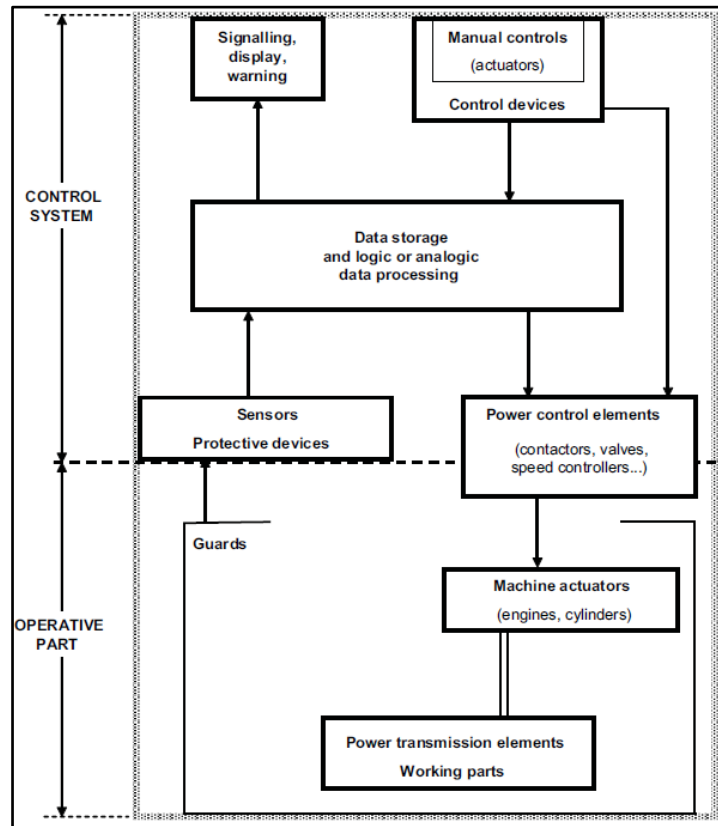 Signalling,
display,
warning
Manual controls
(actuators)
Control devices
CONTROL
SYSTEM
Data storage
and logic or analogic
data processing
Sensors
Protective devices
Power control elements
(contactors, valves,
speed controllers...)
Guards
Machine actuators
(engines, cylinders)
OPERATIVE
PART
Power transmission elements
Working parts